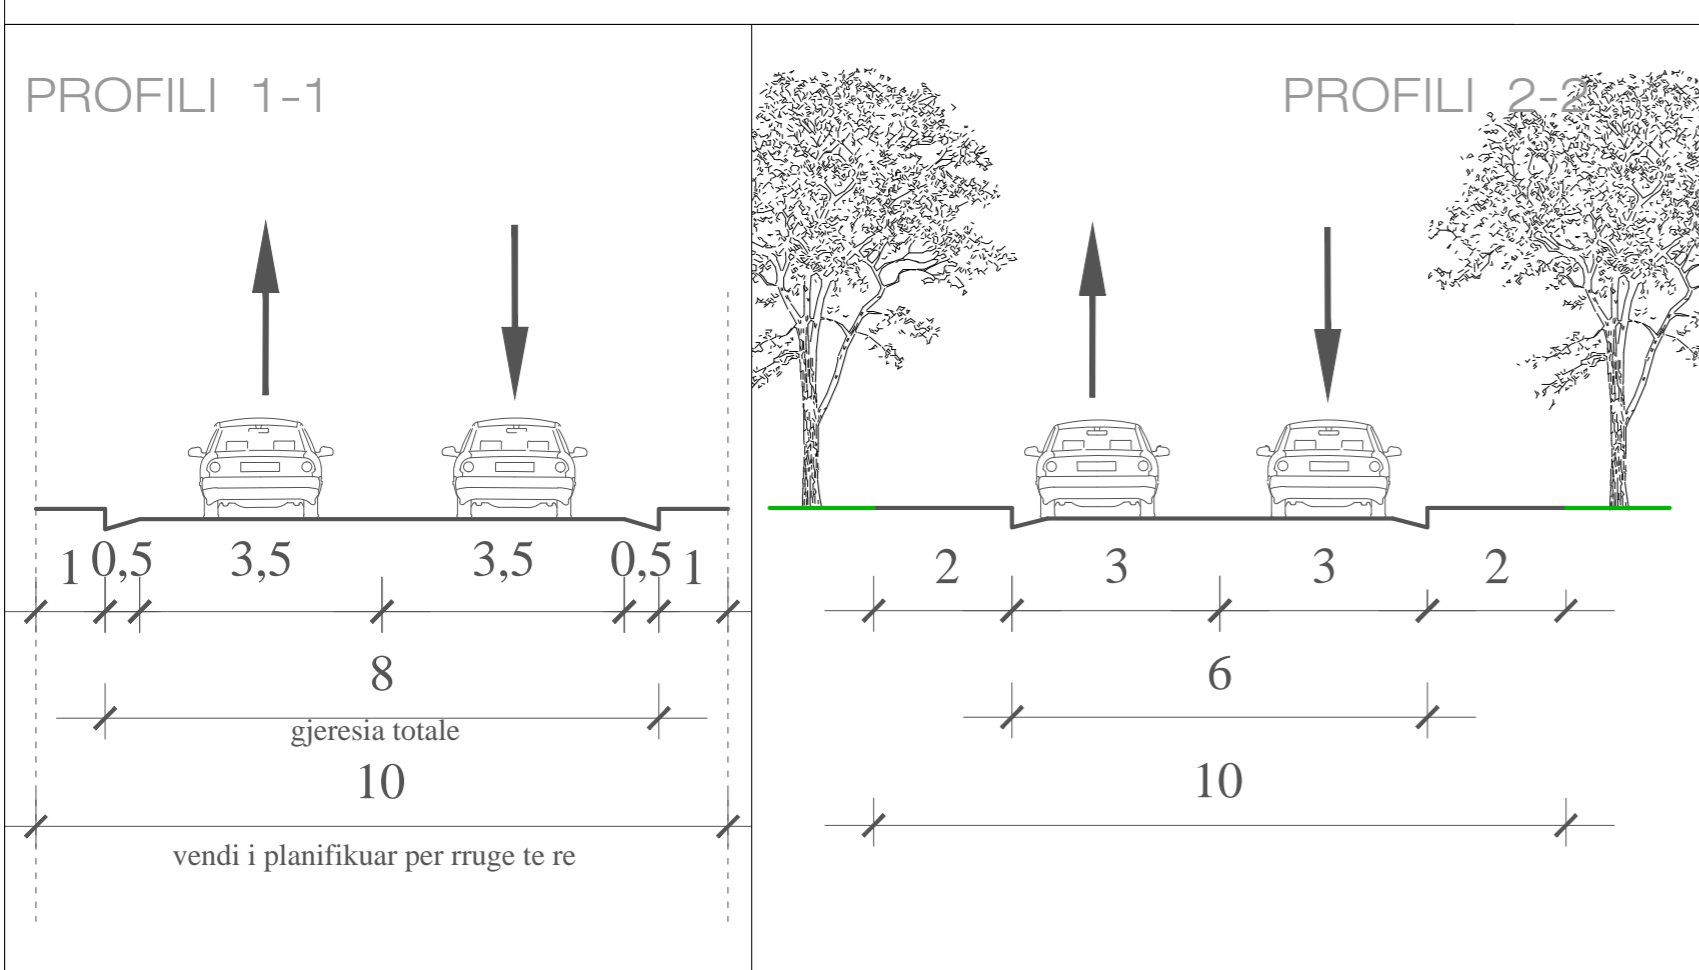 PROFILI 1-1
1 0,5 3,5 3,5 0,5 1
8
gjeresia totale
10
vendi i planifikuar per rruge te re
PROFILI 2-2
2 3 3 2
6
10